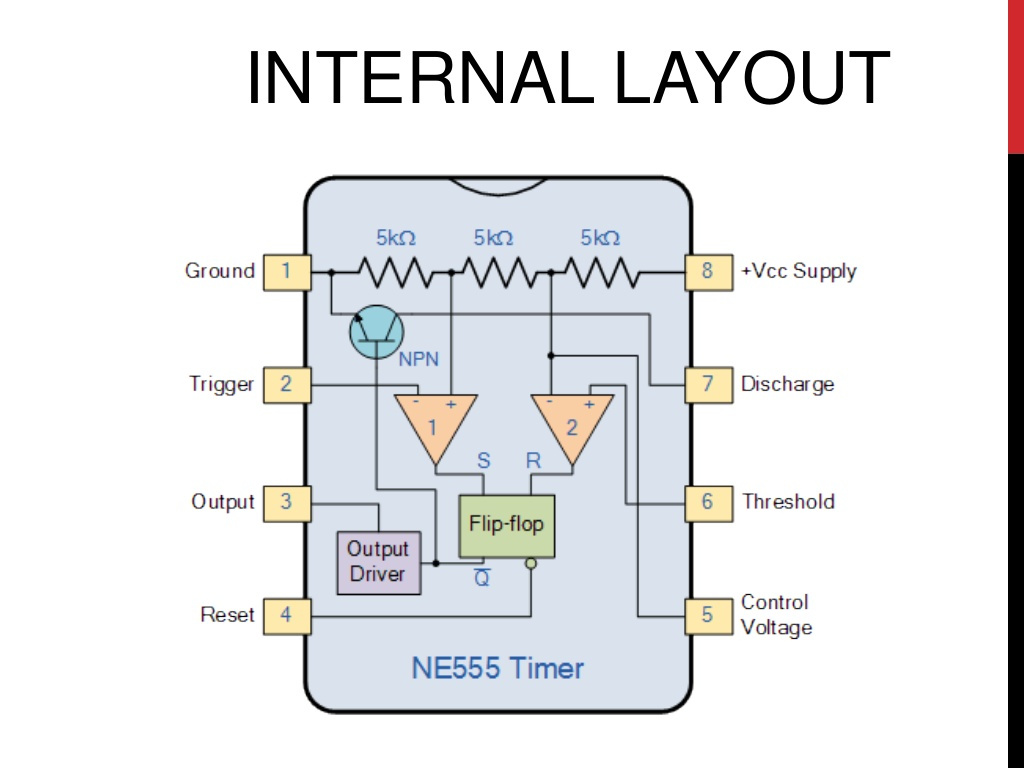 INTERNAL LAYOUT
5kΩ 5kΩ 5kΩ
Ground 1 8 +Vcc Supply
NPN
Trigger 2 7 Discharge
- + - +
1 2
S R
Output 3 6 Threshold
Flip-flop
Output
Driver
Q̅
Reset 4 5 Control
Voltage
NE555 Timer